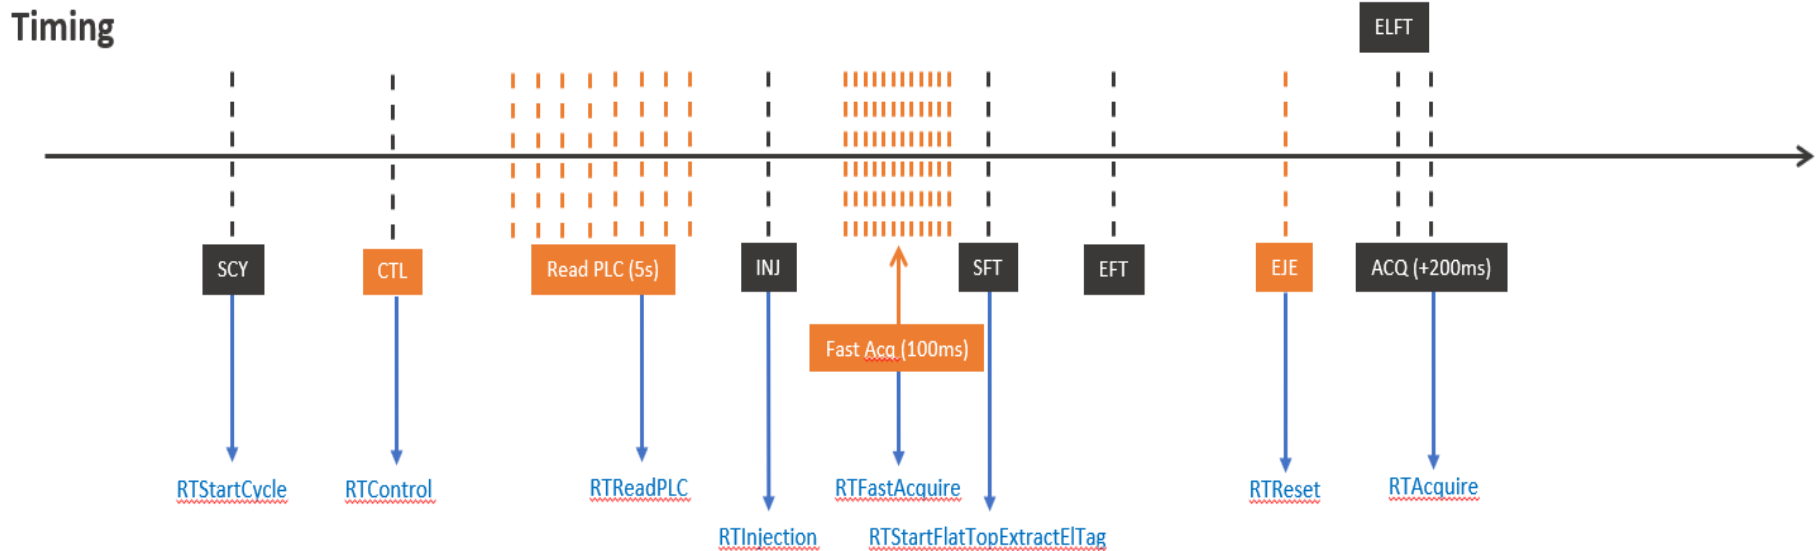 Timing
ELFT
SCY
CTL
Read PLC (5s)
INJ
SFT
EFT
EJE
ACQ (+200ms)
Fast Acq (100ms)
RTStartCycle
RTControl
RTReadPLC
RTFastAcquire
RTReset
RTAcquire
RTInjection
RTStartFlatTopExtractElTag